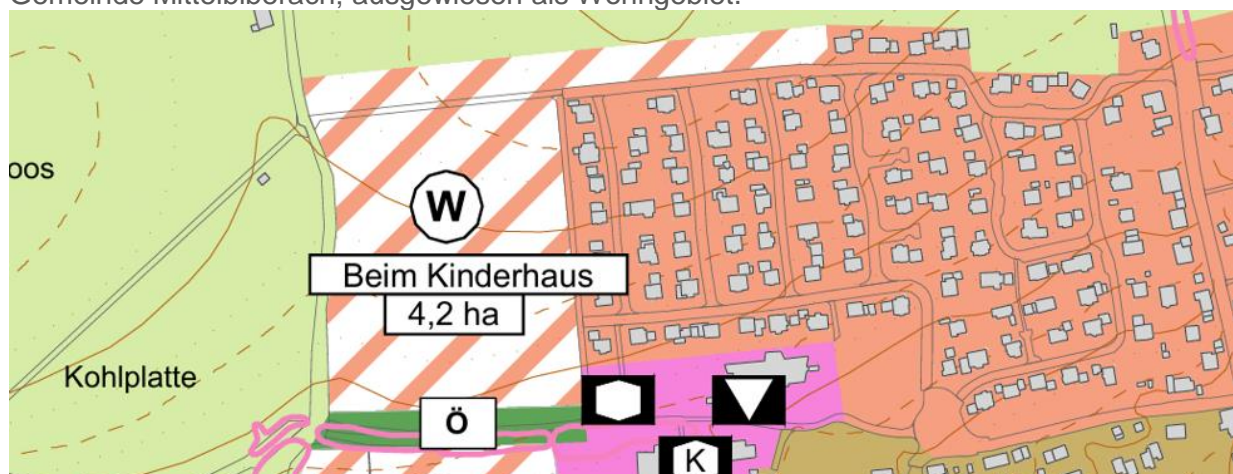 Gemeinde Mittelbiberach, ausgewiesen als Wohngebiet.
oos
W
Beim Kinderhaus
4,2 ha
Kohlplatte
Ö
K